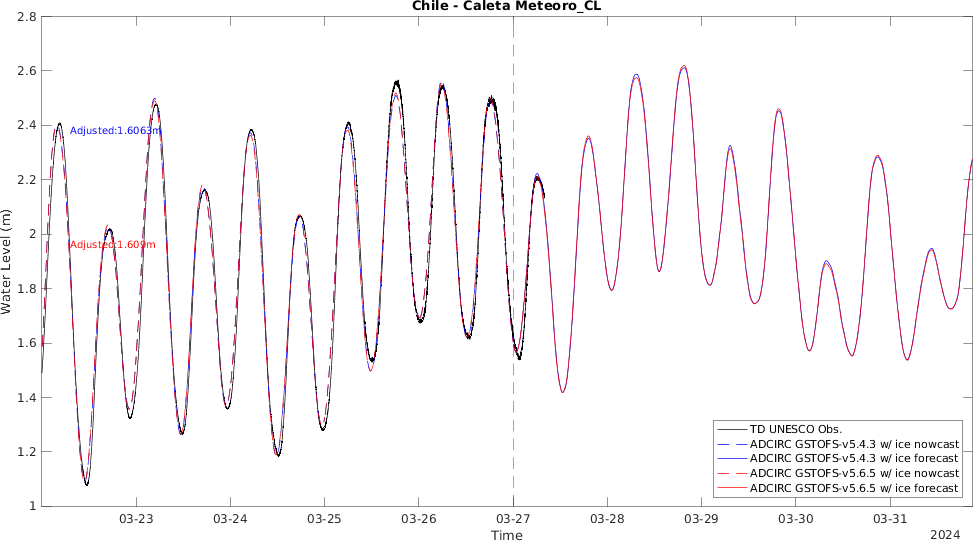 Chile - Caleta Meteoro_CL
2.8
2.6
2.4
2.2
2
1.8
1.6
1.4
1.2
1
Water Level (m)
Adjusted:1.6063m
Adjusted:1.609m
TD UNESCO Obs.
ADCIRC GSTOFS-v5.4.3 w/ ice nowcast
ADCIRC GSTOFS-v5.4.3 w/ ice forecast
ADCIRC GSTOFS-v5.6.5 w/ ice nowcast
ADCIRC GSTOFS-v5.6.5 w/ ice forecast
03-23 03-24 03-25 03-26 03-27 03-28 03-29 03-30 03-31
Time
2024